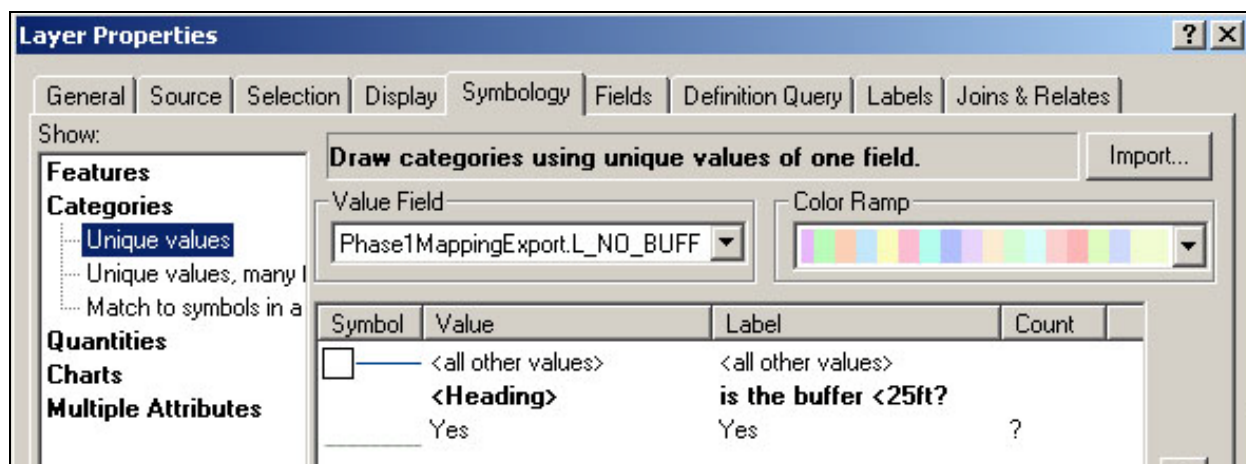 Layer Properties
? X
General Source Selection Display Symbology Fields Definition Query Labels Joins & Relates
Show:
Features
Categories
Unique values
Unique values, many
Match to symbols in a
Quantities
Charts
Multiple Attributes
Draw categories using unique values of one field.
Import...
Value Field
Phase1MappingExport.L_NO_BUFF
Color Ramp
Symbol Value Label Count
<all other values> <all other values>
<Heading> is the buffer <25ft?
Yes Yes ?